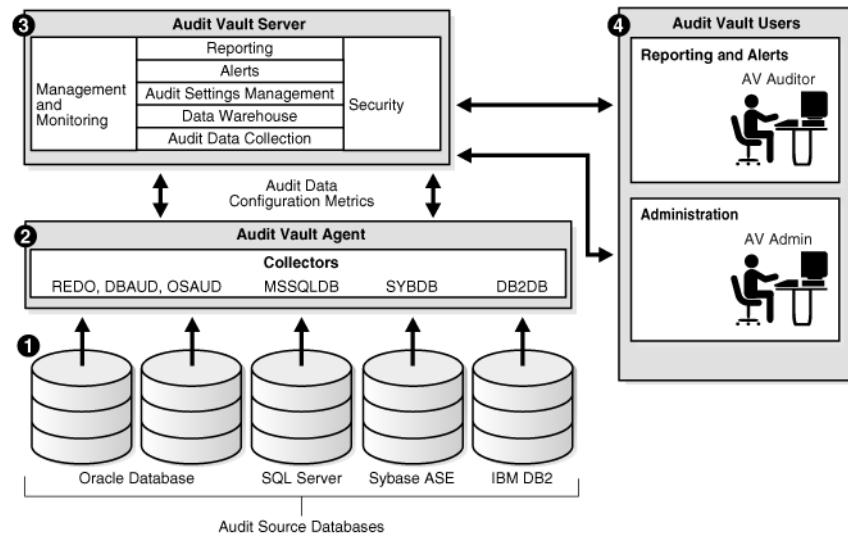 3
Audit Vault Server
Reporting
Alerts
Audit Settings Management
Data Warehouse
Audit Data Collection
Management
and
Monitoring
Security
Audit Data
Configuration Metrics
2
Audit Vault Agent
Collectors
REDO, DBAUD, OSAUD
MSSQLDB
SYBDB
DB2DB
1
Oracle Database
SQL Server
Sybase ASE
IBM DB2
Audit Source Databases
4
Audit Vault Users
Reporting and Alerts
AV Auditor
Administration
AV Admin